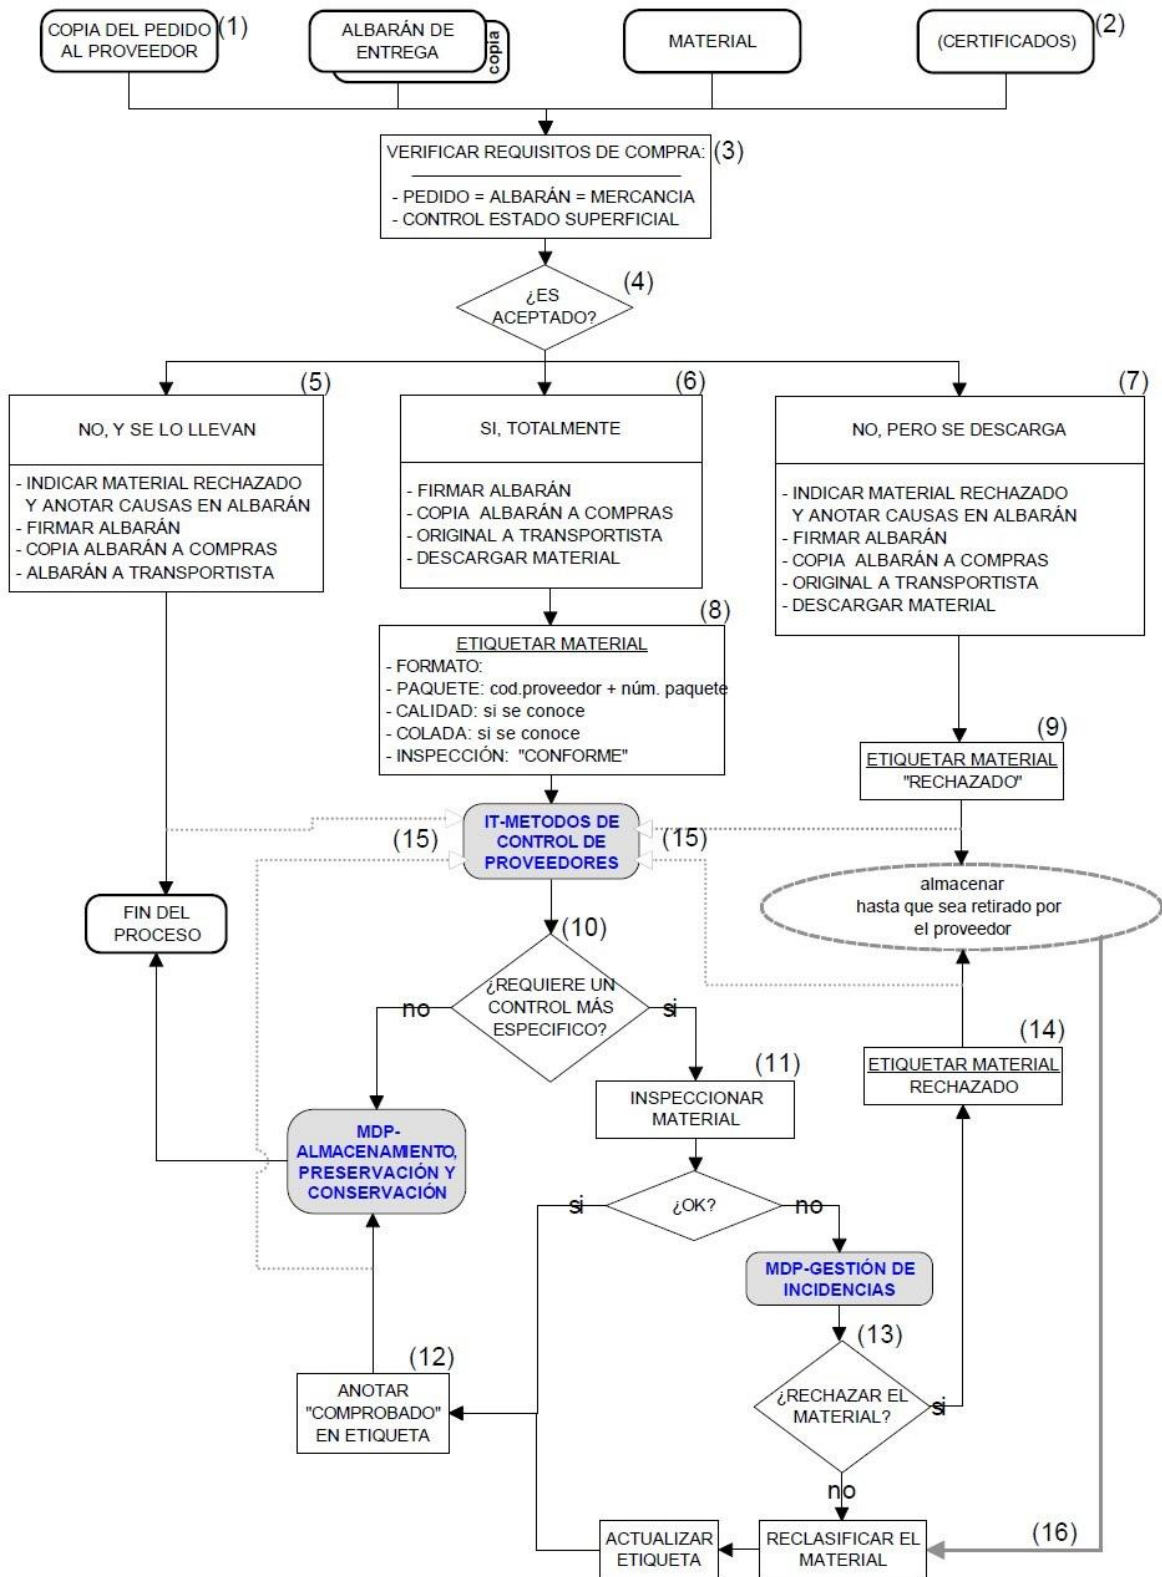 COPIA DEL PEDIDO
AL PROVEEDOR
(1)
ALBARÁN DE
ENTREGA
copia
MATERIAL
(CERTIFICADOS)
(2)
VERIFICAR REQUISITOS DE COMPRA:
(3)
- PEDIDO = ALBARÁN = MERCANCIA
- CONTROL ESTADO SUPERFICIAL
(4)
¿ES
ACEPTADO?
(5)
NO, Y SE LO LLEVAN
- INDICAR MATERIAL RECHAZADO
Y ANOTAR CAUSAS EN ALBARÁN
- FIRMAR ALBARÁN
- COPIA ALBARÁN A COMPRAS
- ALBARÁN A TRANSPORTISTA
(6)
SI, TOTALMENTE
- FIRMAR ALBARÁN
- COPIA ALBARÁN A COMPRAS
- ORIGINAL A TRANSPORTISTA
- DESCARGAR MATERIAL
(7)
NO, PERO SE DESCARGA
- INDICAR MATERIAL RECHAZADO
Y ANOTAR CAUSAS EN ALBARÁN
- FIRMAR ALBARÁN
- COPIA ALBARÁN A COMPRAS
- ORIGINAL A TRANSPORTISTA
- DESCARGAR MATERIAL
(8)
ETIQUETAR MATERIAL
- FORMATO:
- PAQUETE: cod.proveedor + núm. paquete
- CALIDAD: si se conoce
- COLADA: si se conoce
- INSPECCIÓN: "CONFORME"
(9)
ETIQUETAR MATERIAL
"RECHAZADO"
(15)
IT-METODOS DE
CONTROL DE
PROVEEDORES
(15)
almacenar
hasta que sea retirado por
el proveedor
FIN DEL
PROCESO
(10)
¿REQUIERE UN
CONTROL MÁS
ESPECIFICO?
no
si
(14)
ETIQUETAR MATERIAL
RECHAZADO
(11)
INSPECCIONAR
MATERIAL
MDP-
ALMACENAMIENTO,
PRESERVACIÓN Y
CONSERVACIÓN
si
¿OK?
no
MDP-GESTIÓN DE
INCIDENCIAS
(13)
¿RECHAZAR EL
MATERIAL?
si
no
(12)
ANOTAR
"COMPROBADO"
EN ETIQUETA
ACTUALIZAR
ETIQUETA
RECLASIFICAR EL
MATERIAL
(16)